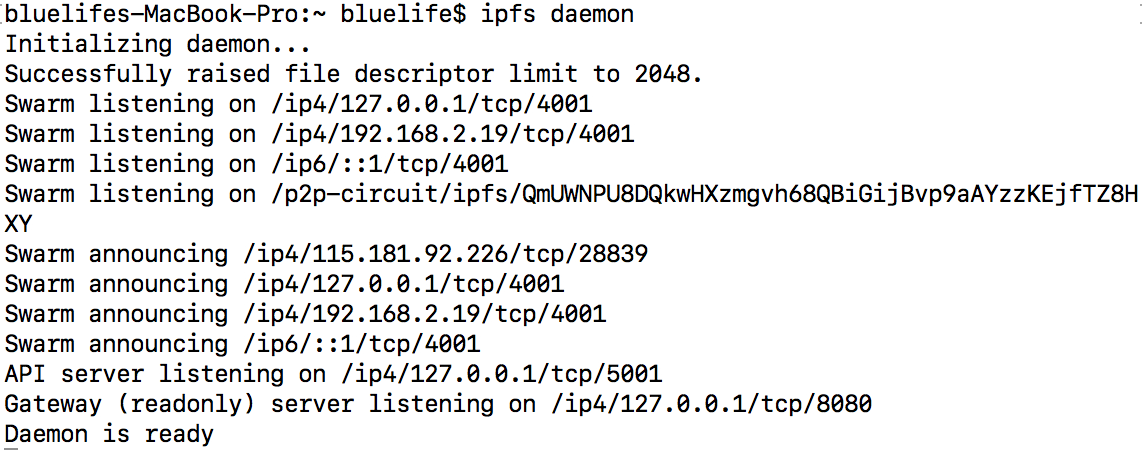 bluelifes-MacBook-Pro:~ bluelife$ ipfs daemon
Initializing daemon...
Successfully raised file descriptor limit to 2048.
Swarm listening on /ip4/127.0.0.1/tcp/4001
Swarm listening on /ip4/192.168.2.19/tcp/4001
Swarm listening on /ip6/::1/tcp/4001
Swarm listening on /p2p-circuit/ipfs/QmUWNPU8DQkwHXzmgvh68QBiGijBvp9aAYzzKEjfTZ8H
XY
Swarm announcing /ip4/115.181.92.226/tcp/28839
Swarm announcing /ip4/127.0.0.1/tcp/4001
Swarm announcing /ip4/192.168.2.19/tcp/4001
Swarm announcing /ip6/::1/tcp/4001
API server listening on /ip4/127.0.0.1/tcp/5001
Gateway (readonly) server listening on /ip4/127.0.0.1/tcp/8080
Daemon is ready